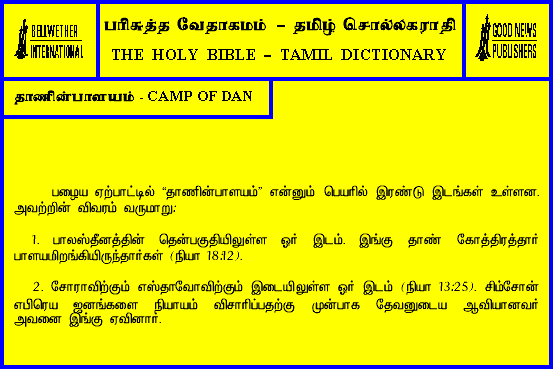 BELLWETHER
INTERNATIONAL
பரிசுத்த வேதாகமம் – தமிழ் சொல்லகராதி
THE HOLY BIBLE – TAMIL DICTIONARY
GOOD NEWS
PUBLISHERS
தாணின்பாளயம் - CAMP OF DAN
பழைய ஏற்பாட்டில் “தாணின்பாளயம்” என்னும் பெயரில் இரண்டு இடங்கள் உள்ளன.
அவற்றின் விவரம் வருமாறு:
1. பாலஸ்தீனத்தின் தென்பகுதியிலுள்ள ஓர் இடம். இங்கு தாண் கோத்திரத்தார்
பாளயமிறங்கியிருந்தார்கள் (நியா 18:12).
2. சோராவிற்கும் எஸ்தாவோவிற்கும் இடையிலுள்ள ஓர் இடம் (நியா 13:25). சிம்சோன்
எபிரெய ஜனங்களை நியாயம் விசாரிப்பதற்கு முன்பாக தேவனுடைய ஆவியானவர்
அவனை இங்கு ஏவினார்.